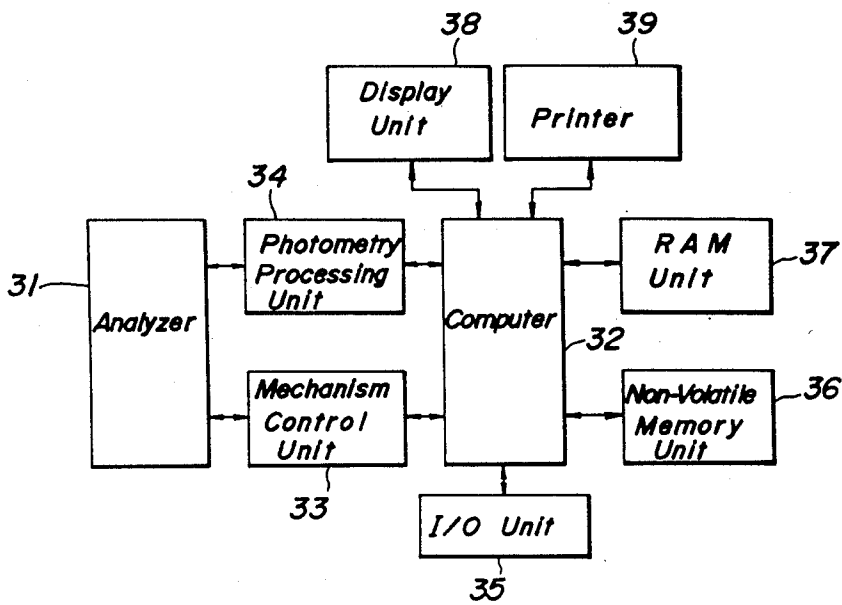 38
39
Display
Unit
Printer
34
31
Analyzer
Photometry
Processing
Unit
Computer
32
RAM
Unit
37
Mechanism
Control
Unit
33
Non-Volatile
Memory
Unit
36
I/O Unit
35